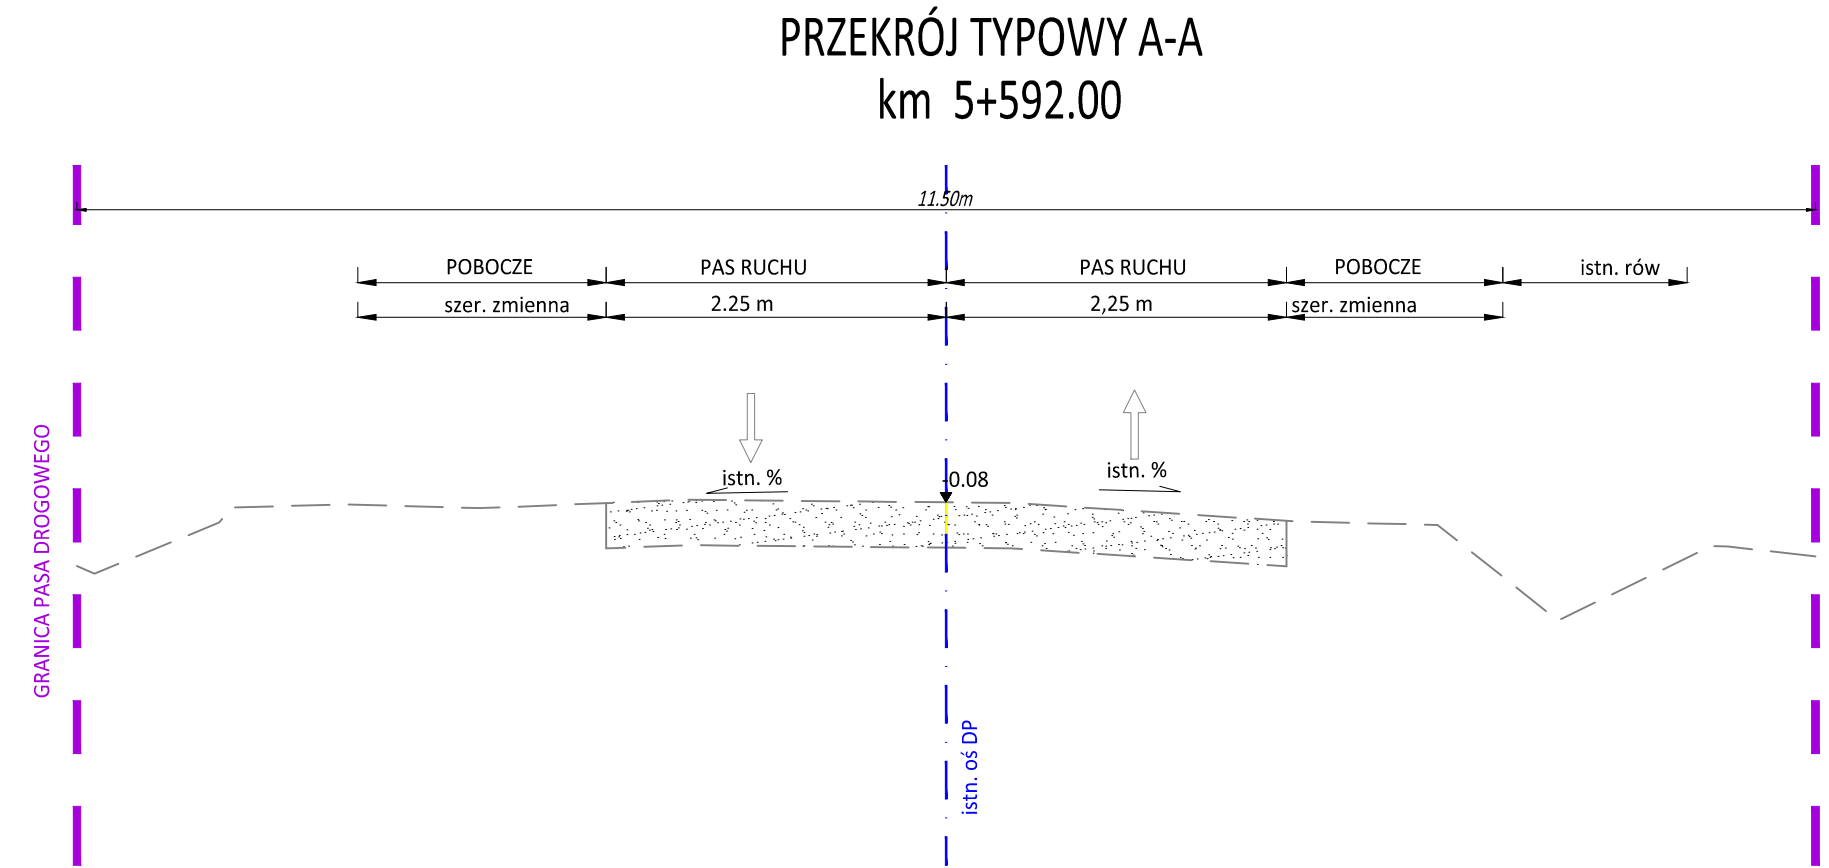 PRZEKRÓJ TYPOWY A-A
km 5+592.00
11.50m
POBOCZE
PAS RUCHU
PAS RUCHU
POBOCZE
istn. rów
szer. zmienna
2.25 m
2,25 m
szer. zmienna
istn. %
-0.08
istn. %
GRANICA PASA DROGOWEGO
istn. oś DP